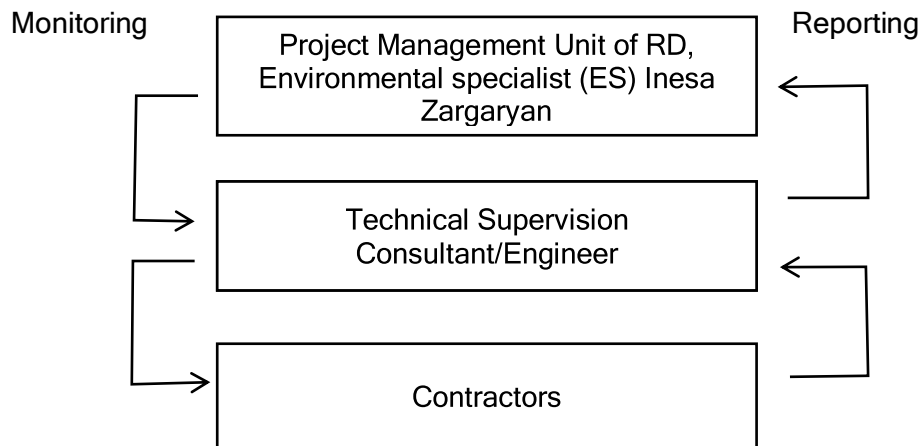 Monitoring
Reporting
Project Management Unit of RD,
Environmental specialist (ES) Inesa
Zargaryan
Technical Supervision
Consultant/Engineer
Contractors